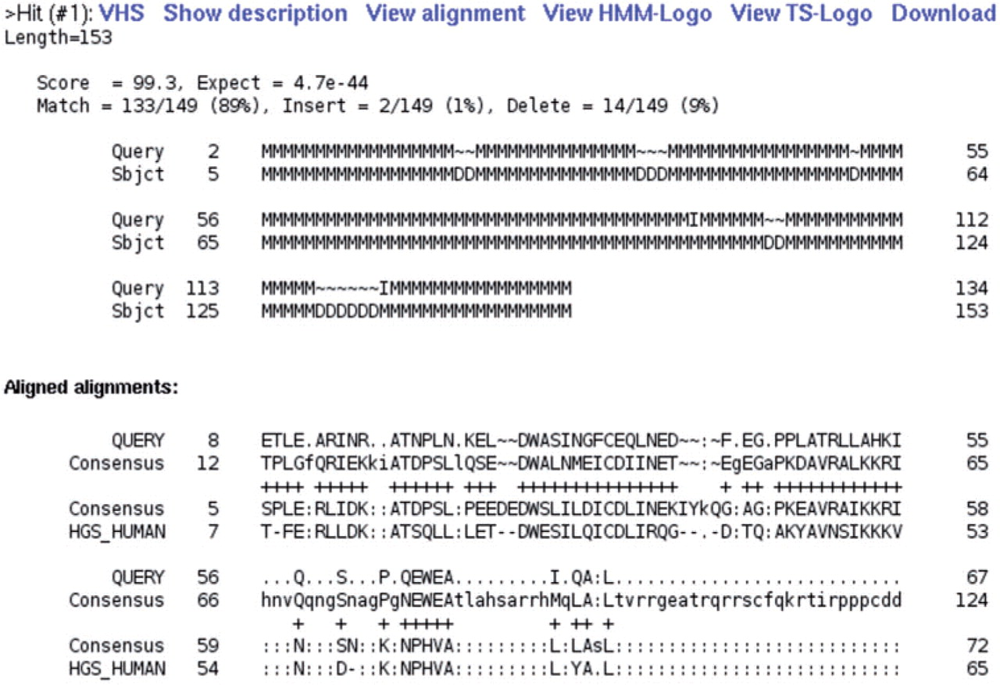 >Hit (#1): VHS Show description View alignment View HMM-Logo View TS-Logo Download
Length=153
Score = 99.3, Expect = 4.7e-44
Match = 133/149 (89%), Insert = 2/149 (1%), Delete = 14/149 (9%)
Query 2 MMMMMMMMMMMMMMMMMM~~MMMMMMMMMMMMMMM~~~MMMMMMMMMMMMMMMMM~MMMM 55
Sbjct 5 MMMMMMMMMMMMMMMMMMDDMMMMMMMMMMMMMMMDDDMMMMMMMMMMMMMMMMMDMMMM 64
Query 56 MMMMMMMMMMMMMMMMMMMMMMMMMMMMMMMMMMMMMMMMIMMMMMM~~MMMMMMMMMMM 112
Sbjct 65 MMMMMMMMMMMMMMMMMMMMMMMMMMMMMMMMMMMMMMMMMMMMMMMDDMMMMMMMMMMM 124
Query 113 MMMMM~~~~~~IMMMMMMMMMMMMMMMMM 134
Sbjct 125 MMMMMDDDDDDMMMMMMMMMMMMMMMMMM 153
Aligned alignments:
QUERY 8 ETLE.ARINR..ATNPLN.KEL~~DWASINGFCEQLNED~~:~F.EG.PPLATRLLAHKI 55
Consensus 12 TPLGfQRIEKkiATDPSLlQSE~~DWALNMEICDIINET~~:~EgEGaPKDAVRALKKRI 65
++++ +++++ ++++++ +++ +++++++++++++++ + ++ ++++++++++++
Consensus 5 SPLE:RLIDK::ATDPSL:PEEDEDWSLILDICDLINEKIYkQG:AG:PKEAVRAIKKRI 58
HGS_HUMAN 7 T-FE:RLLDK::ATSQLL:LET--DWESILQICDLIRQG--.-D:TQ:AKYAVNSIKKKV 53
QUERY 56 ...Q...S...P.QEWEA.........I.QA:L........................... 67
Consensus 66 hnvQqngSnagPgNEWEAtlahsarrhMqLA:Ltvrrgeatrqrrscfqkrtirpppcdd 124
+ + + +++++ + ++ +
Consensus 59 :::N:::SN::K:NPHVA:::::::::L:LAsL::::::::::::::::::::::::::: 72
HGS_HUMAN 54 :::N:::D-::K:NPHVA:::::::::L:YA.L::::::::::::::::::::::::::: 65